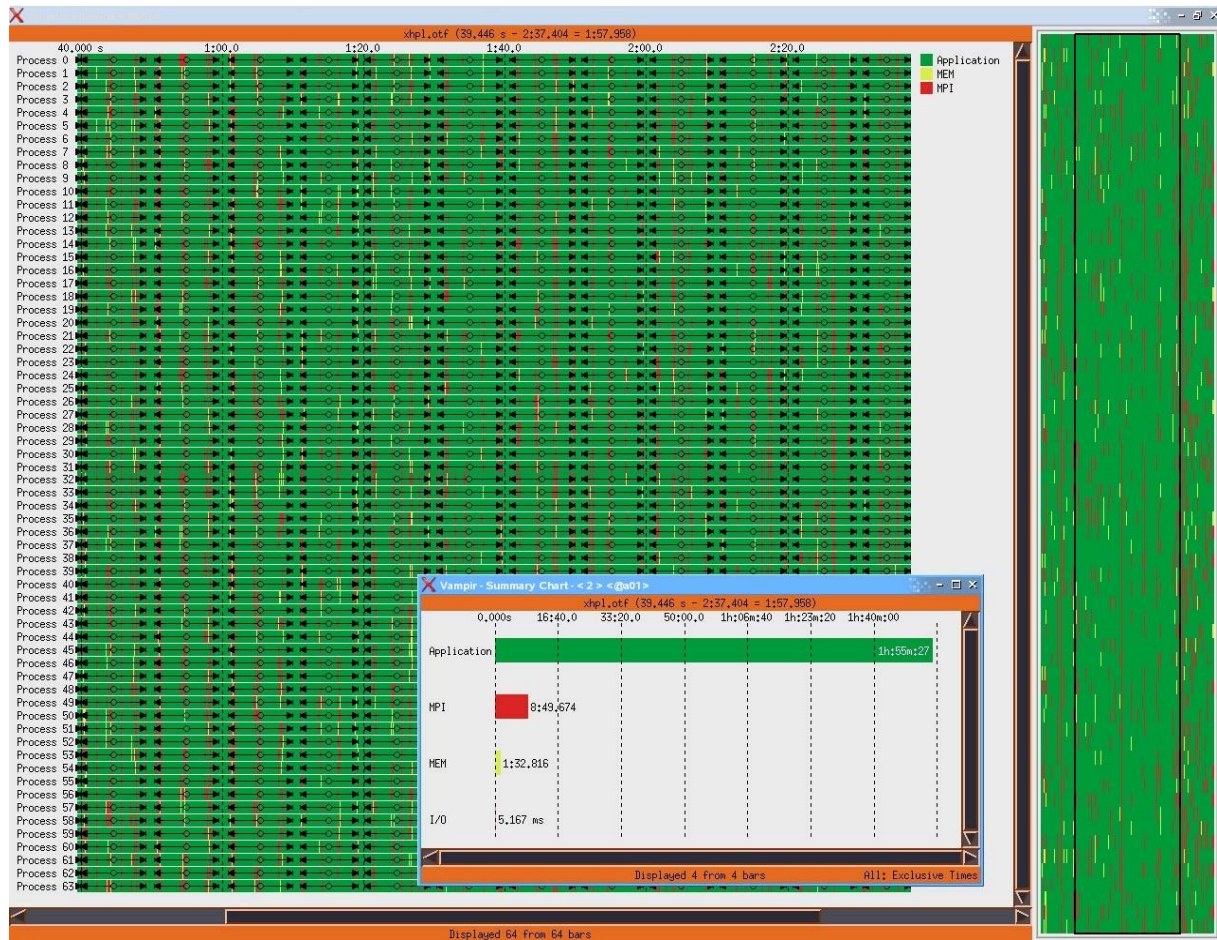 xhpl.otf (39.446 s - 2:37.404 = 1:57.958)
40.000 s 1:00.0 1:20.0 1:40.0 2:00.0 2:20.0
Application
MEM
MPI
Process 0
Process 1
Process 2
Process 3
Process 4
Process 5
Process 6
Process 7
Process 8
Process 9
Process 10
Process 11
Process 12
Process 13
Process 14
Process 15
Process 16
Process 17
Process 18
Process 19
Process 20
Process 21
Process 22
Process 23
Process 24
Process 25
Process 26
Process 27
Process 28
Process 29
Process 30
Process 31
Process 32
Process 33
Process 34
Process 35
Process 36
Process 37
Process 38
Process 39
Process 40
Process 41
Process 42
Process 43
Process 44
Process 45
Process 46
Process 47
Process 48
Process 49
Process 50
Process 51
Process 52
Process 53
Process 54
Process 55
Process 56
Process 57
Process 58
Process 59
Process 60
Process 61
Process 62
Process 63
Vampir - Summary Chart - < 2 > <@a01>
xhpl.otf (39.446 s - 2:37.404 = 1:57.958)
0.000s 16:40.0 33:20.0 50:00.0 1h:06m:40 1h:23m:20 1h:40m:00
Application 1h:55m:27
MPI 8:49.674
MEM 1:32.816
I/O 5.167 ms
Displayed 4 from 4 bars All: Exclusive Times
Displayed 64 from 64 bars